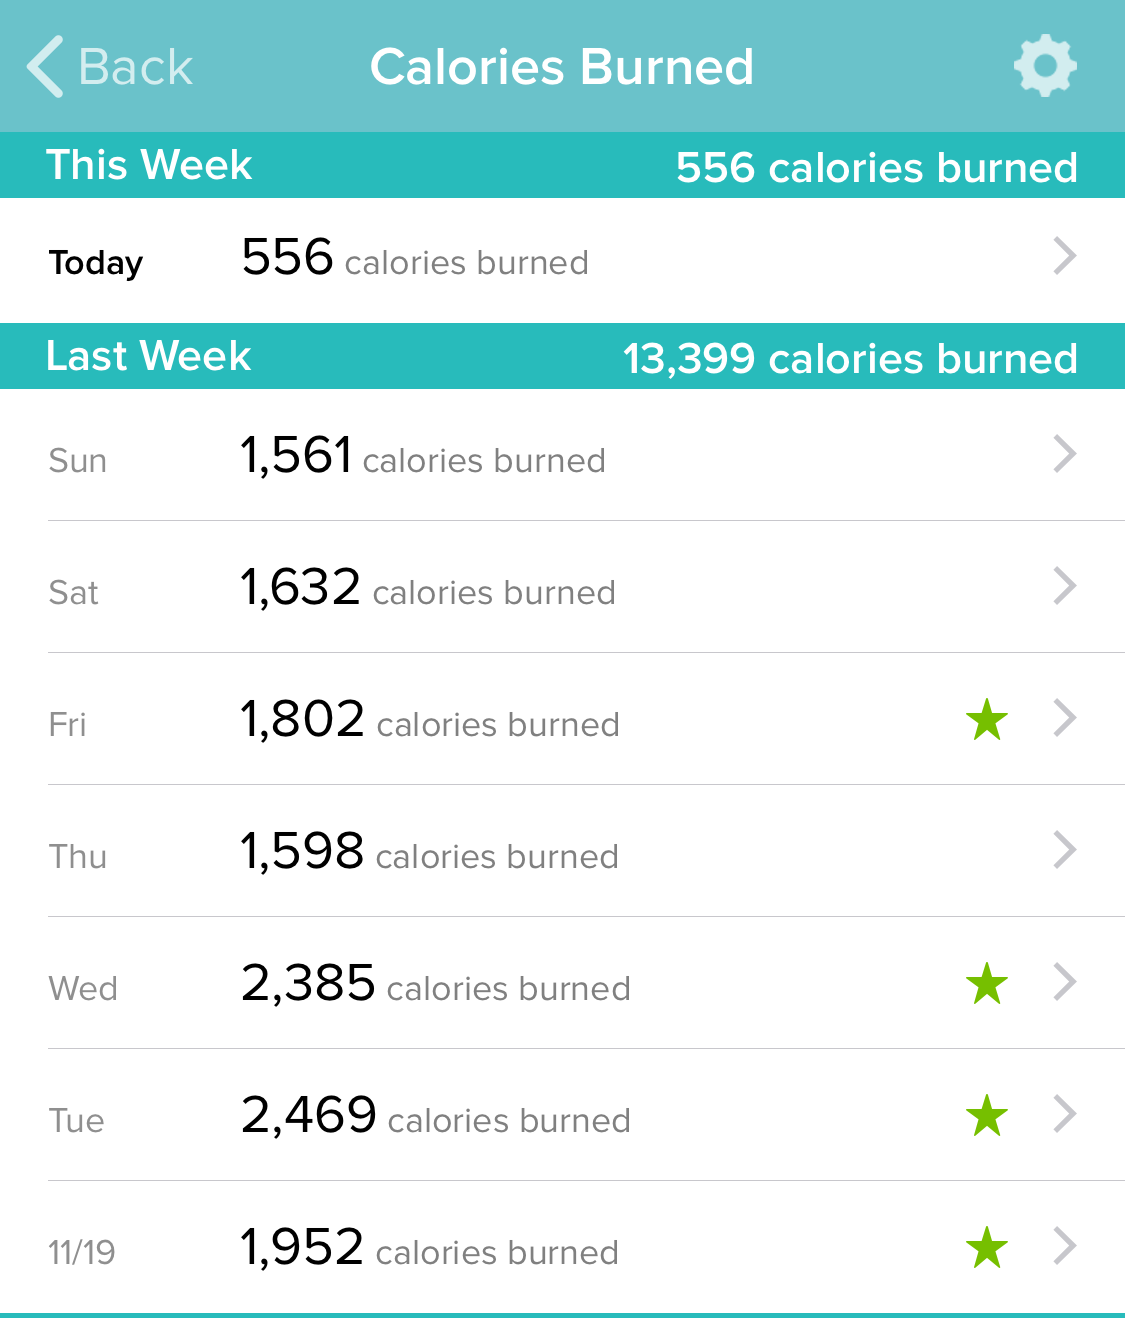 Back Calories Burned
This Week 556 calories burned
Today 556 calories burned
Last Week 13,399 calories burned
Sun 1,561 calories burned
Sat 1,632 calories burned
Fri 1,802 calories burned
Thu 1,598 calories burned
Wed 2,385 calories burned
Tue 2,469 calories burned
11/19 1,952 calories burned